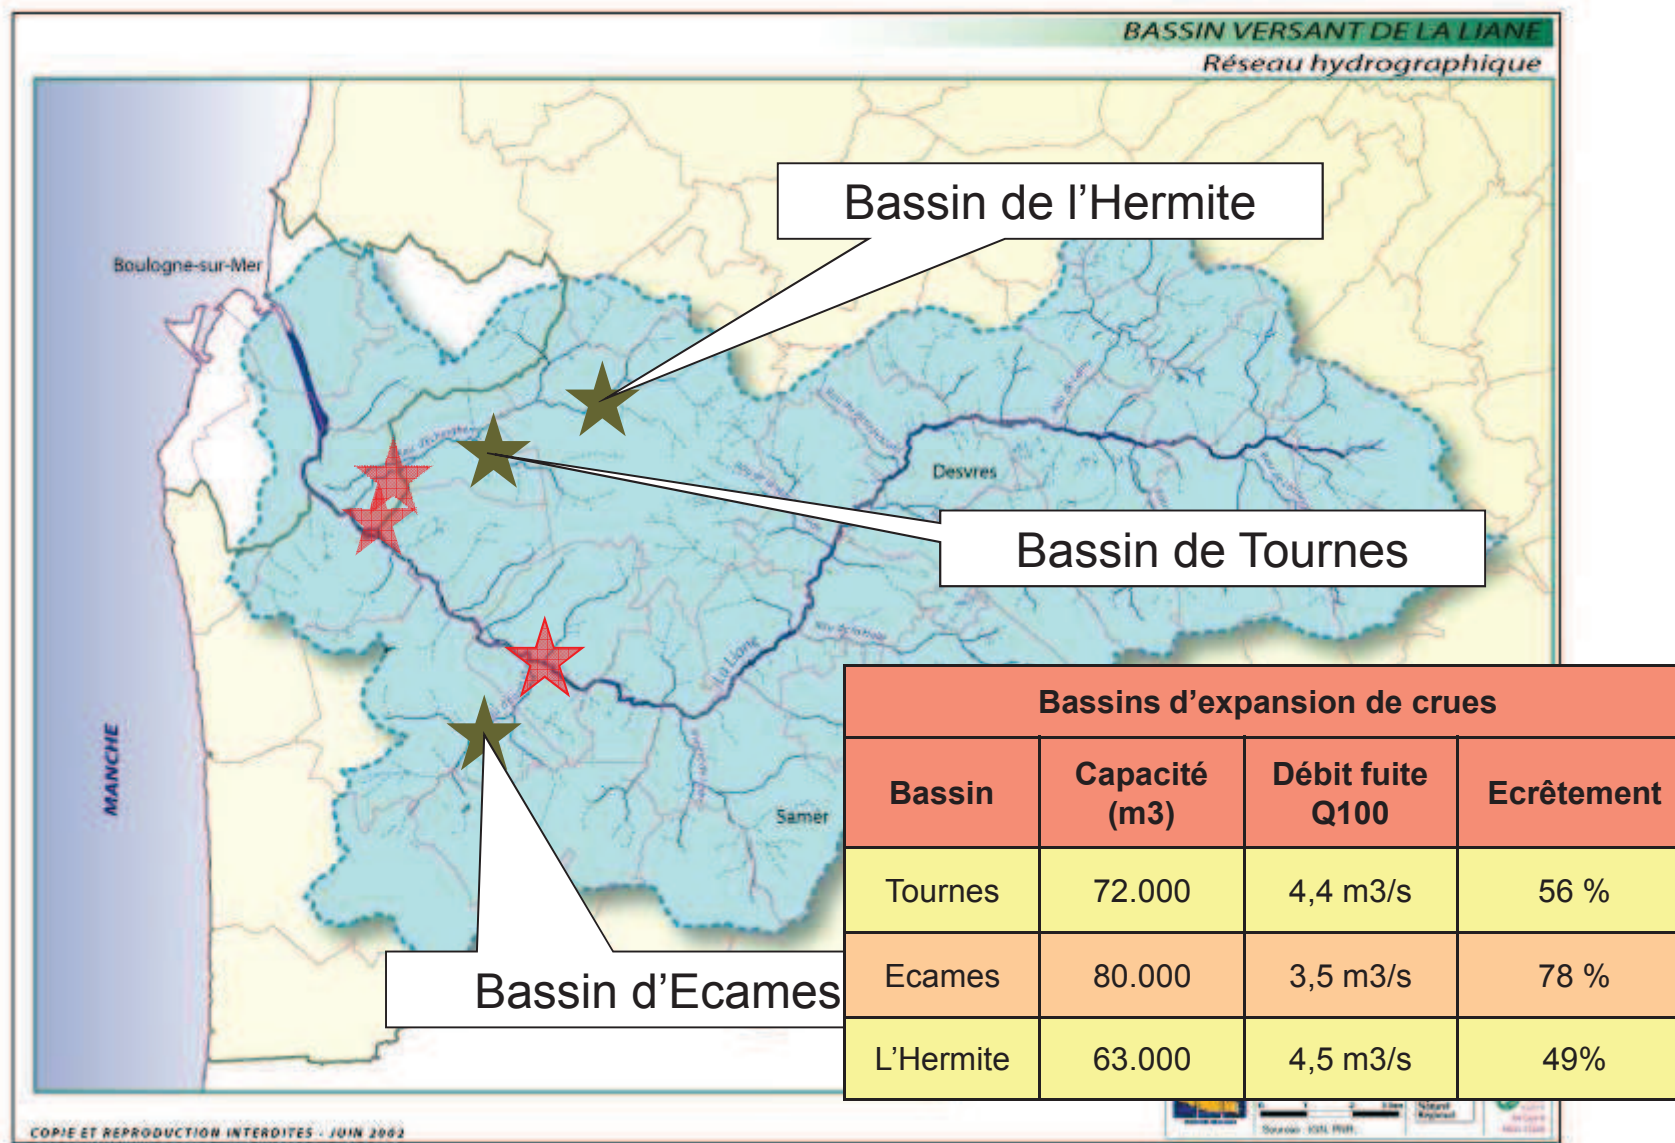 BASSIN VERSANT DE LA LIANE
Réseau hydrographique
Bassin de l’Hermite
Boulogne-sur-Mer
Desvres
Bassin de Tournes
La Liane
MANCHE
Samer
Bassin d’Ecames
Bassins d’expansion de crues
Bassin Capacité (m3) Débit fuite Q100 Ecrêtement
Tournes 72.000 4,4 m3/s 56 %
Ecames 80.000 3,5 m3/s 78 %
L’Hermite 63.000 4,5 m3/s 49%
COPIE ET REPRODUCTION INTERDITES - JUIN 2002